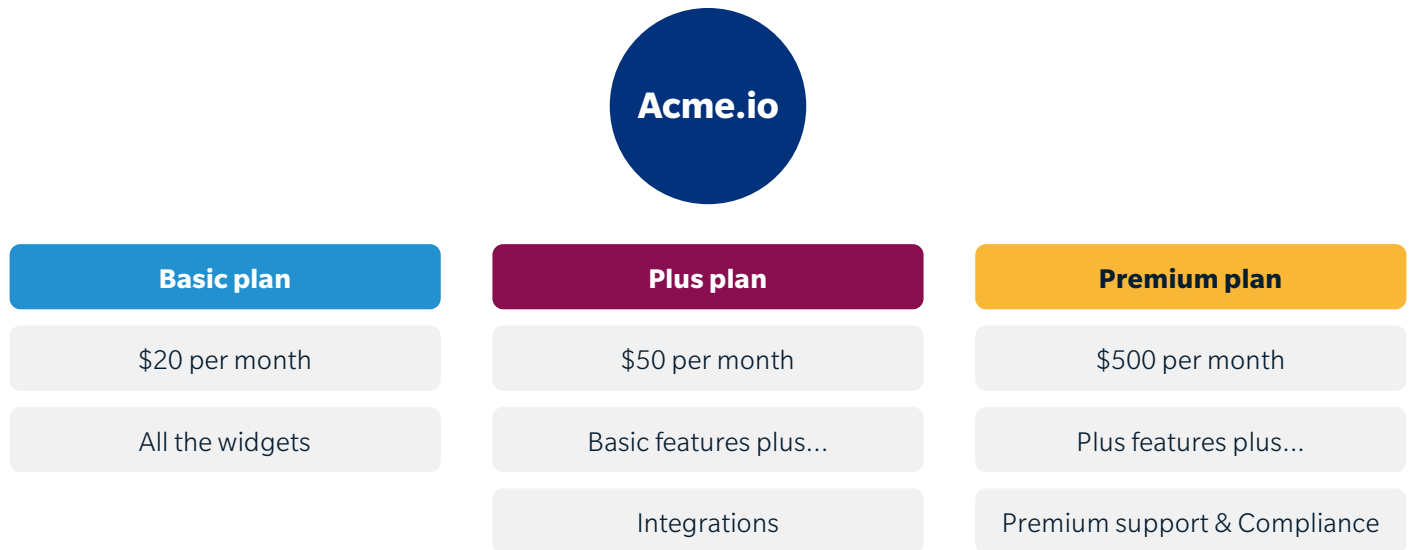 Acme.io
Basic plan
$20 per month
All the widgets
Plus plan
$50 per month
Basic features plus...
Integrations
Premium plan
$500 per month
Plus features plus...
Premium support & Compliance